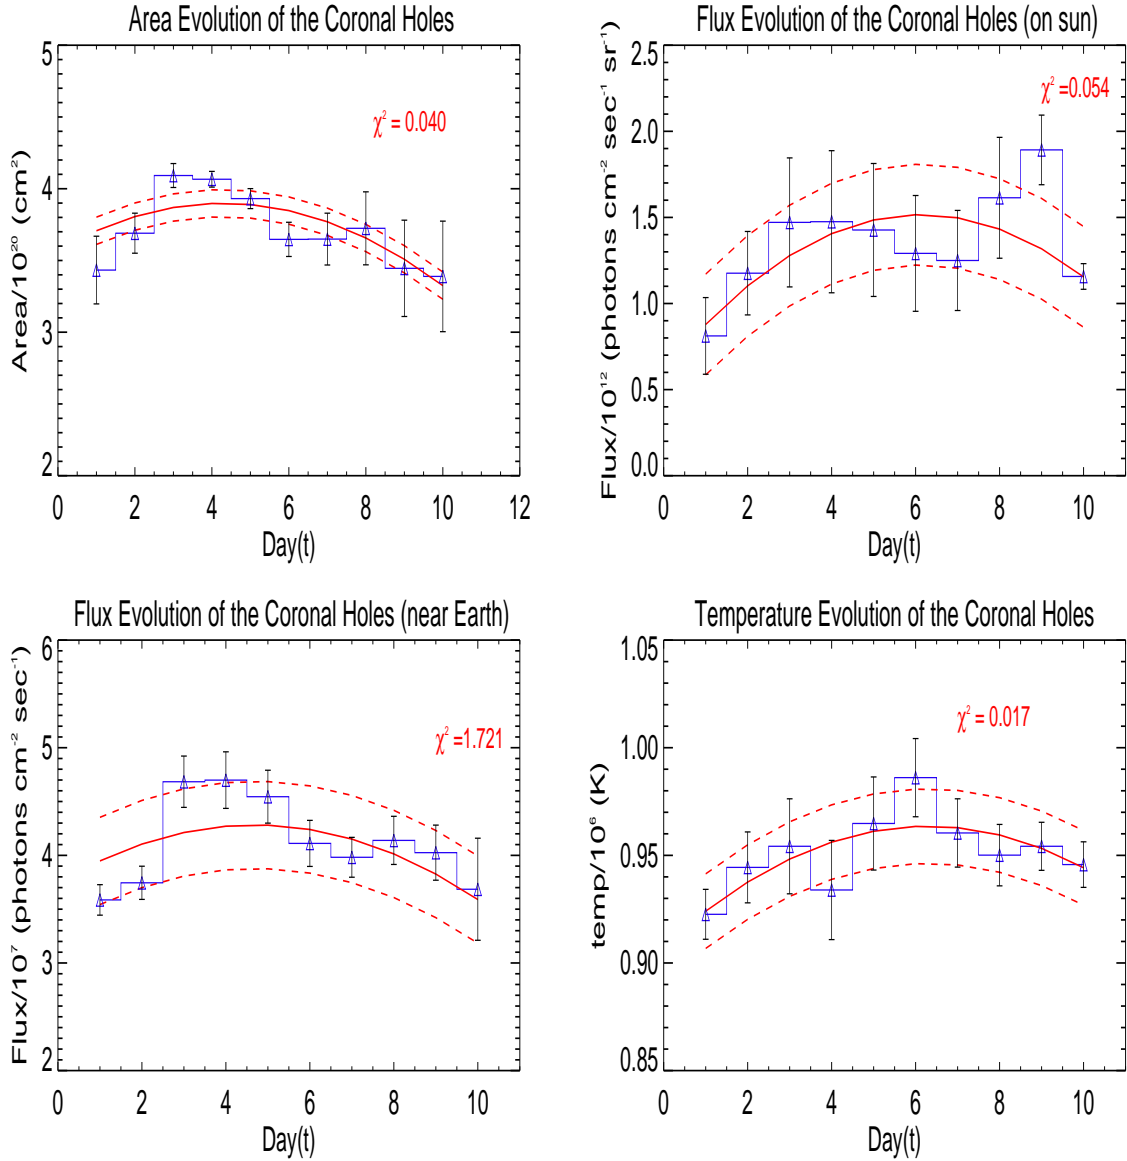 Area Evolution of the Coronal Holes
5
4
3
2
Area/10²⁰ (cm²)
χ² = 0.040
0 2 4 6 8 10 12
Day(t)
Flux Evolution of the Coronal Holes (on sun)
2.5
2.0
1.5
1.0
0.5
0.0
Flux/10¹² (photons cm⁻² sec⁻¹ sr⁻¹)
χ² =0.054
0 2 4 6 8 10
Day(t)
Flux Evolution of the Coronal Holes (near Earth)
6
5
4
3
2
Flux/10⁷ (photons cm⁻² sec⁻¹)
χ² =1.721
0 2 4 6 8 10
Day(t)
Temperature Evolution of the Coronal Holes
1.05
1.00
0.95
0.90
0.85
temp/10⁶ (K)
χ² = 0.017
0 2 4 6 8 10
Day(t)